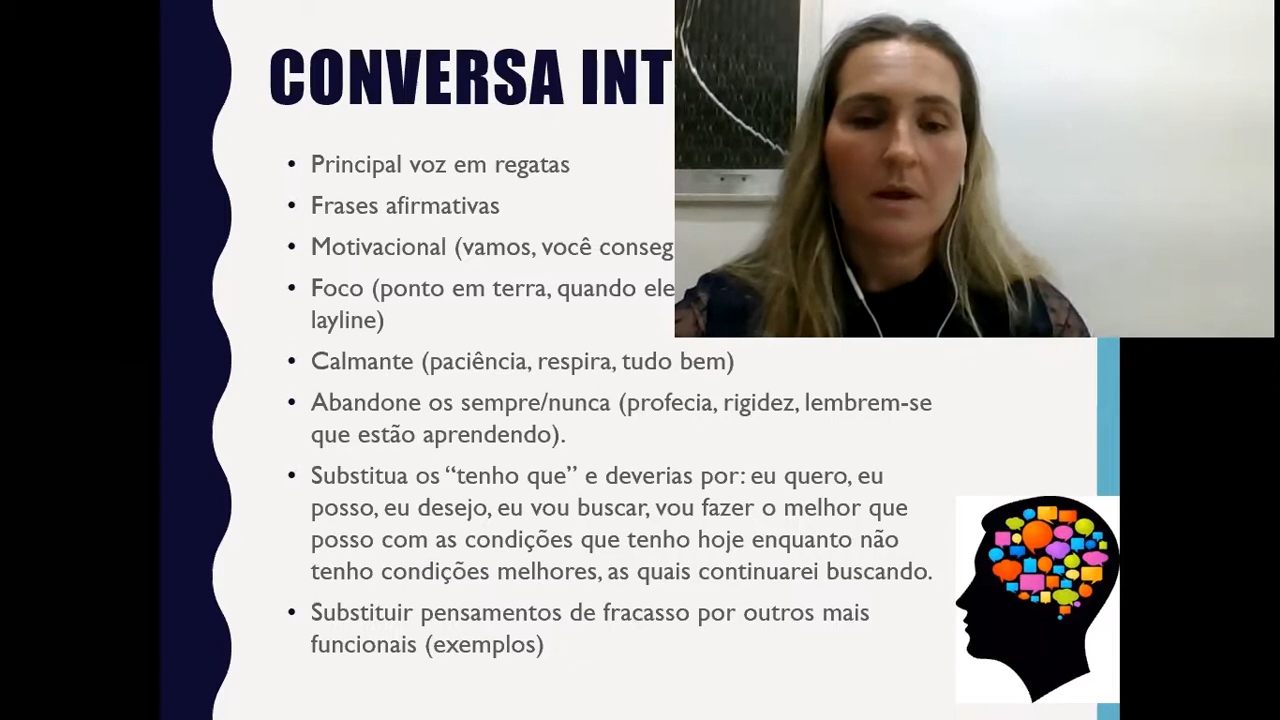 CONVERSA INT
• Principal voz em regatas
• Frases afirmativas
• Motivacional (vamos, você conseg
• Foco (ponto em terra, quando ele
layline)
• Calmante (paciência, respira, tudo bem)
• Abandone os sempre/nunca (profecia, rigidez, lembrem-se
que estão aprendendo).
• Substitua os “tenho que” e deverias por: eu quero, eu
posso, eu desejo, eu vou buscar, vou fazer o melhor que
posso com as condições que tenho hoje enquanto não
tenho condições melhores, as quais continuarei buscando.
• Substituir pensamentos de fracasso por outros mais
funcionais (exemplos)